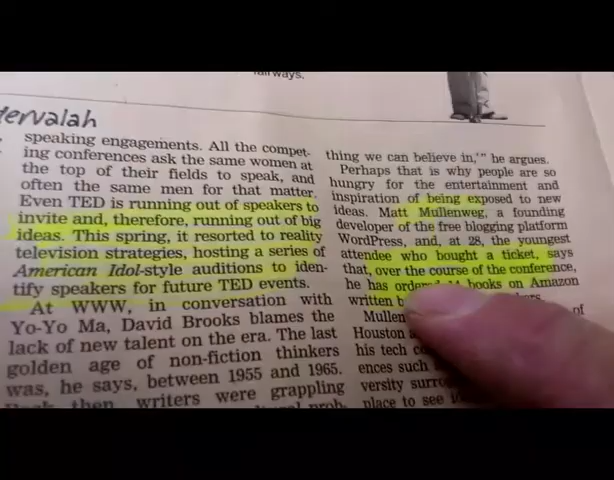 fairways.
tervalah
speaking engagements. All the compet-
ing conferences ask the same women at
the top of their fields to speak, and
often the same men for that matter.
Even TED is running out of speakers to
invite and, therefore, running out of big
ideas. This spring, it resorted to reality
television strategies, hosting a series of
American Idol-style auditions to iden-
tify speakers for future TED events.
At WWW, in conversation with
Yo-Yo Ma, David Brooks blames the
lack of new talent on the era. The last
golden age of non-fiction thinkers
was, he says, between 1955 and 1965.
then writers were grappling
thing we can believe in,'" he argues.
Perhaps that is why people are so
hungry for the entertainment and
inspiration of being exposed to new
ideas. Matt Mullenweg, a founding
developer of the free blogging platform
WordPress, and, at 28, the youngest
attendee who bought a ticket, says
that, over the course of the conference,
he has ordered 14 books on Amazon
written
Mullen of
Houston
his tech
ences such
versity
place to see